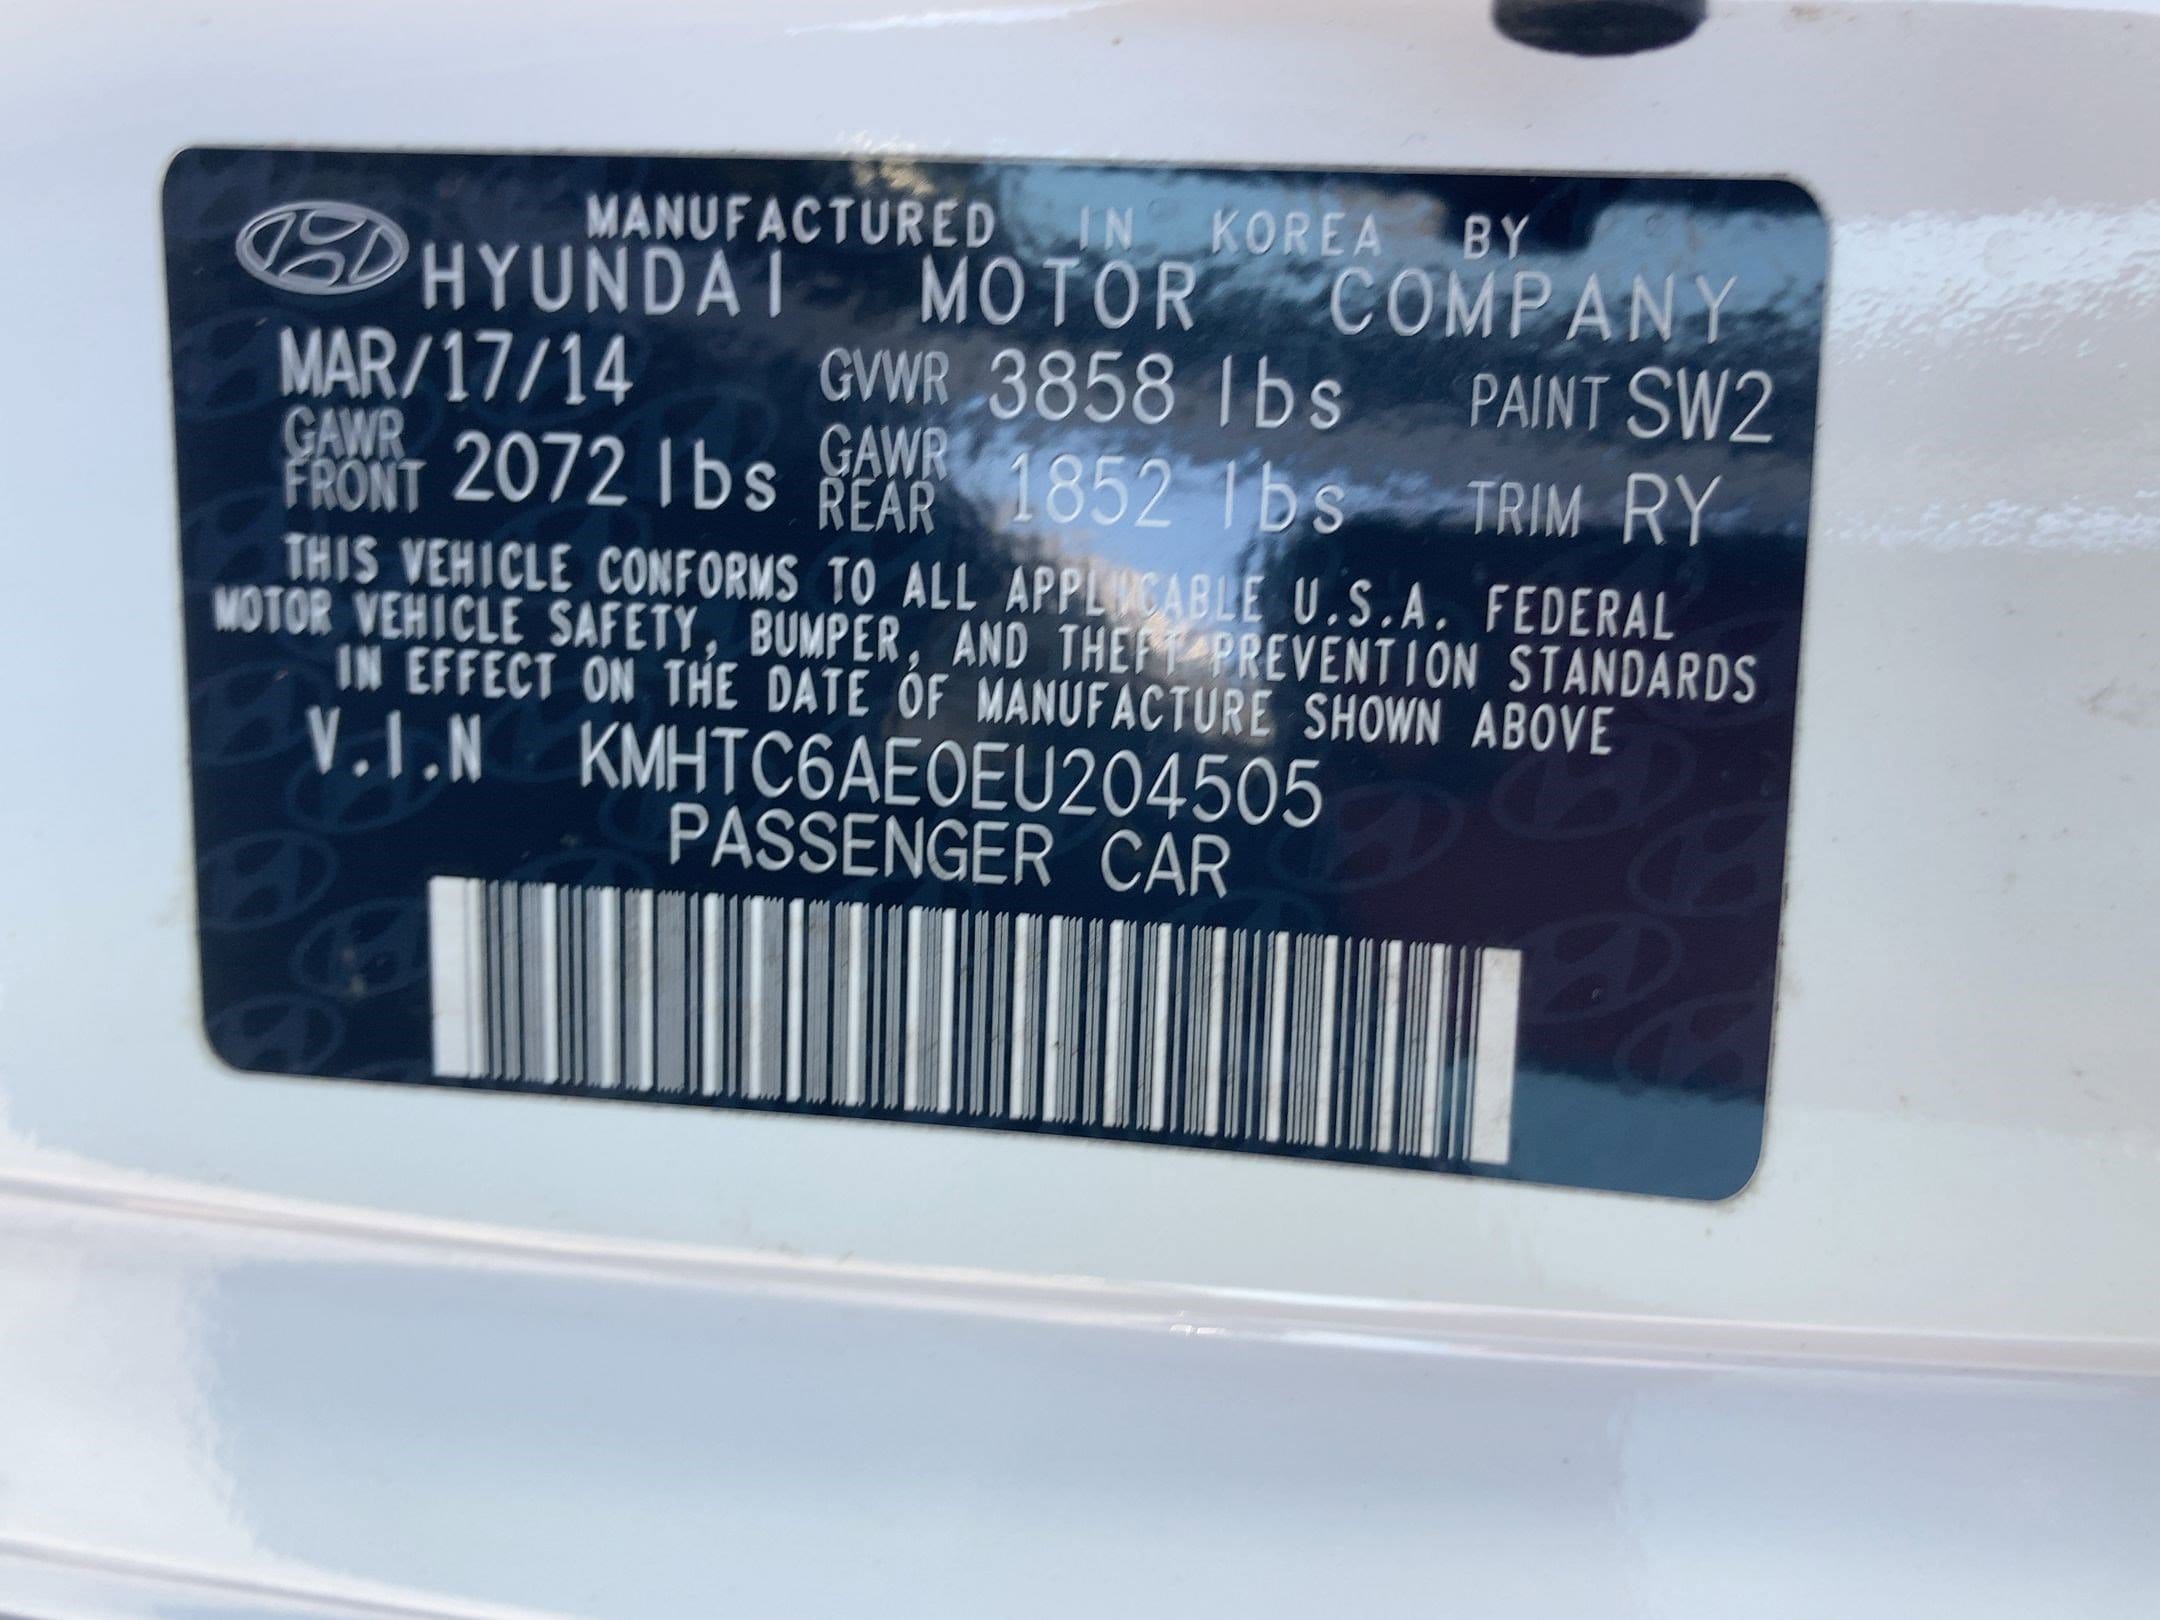 MANUFACTURED IN KOREA BY
HYUNDAI MOTOR COMPANY
MAR/17/14 GVWR 3858 lbs PAINT SW2
GAWR FRONT 2072 lbs GAWR REAR 1852 lbs TRIM RY
THIS VEHICLE CONFORMS TO ALL APPLICABLE U.S.A. FEDERAL
MOTOR VEHICLE SAFETY, BUMPER, AND THEFT PREVENTION STANDARDS
IN EFFECT ON THE DATE OF MANUFACTURE SHOWN ABOVE
V.I.N KMHTC6AE0EU204505
PASSENGER CAR